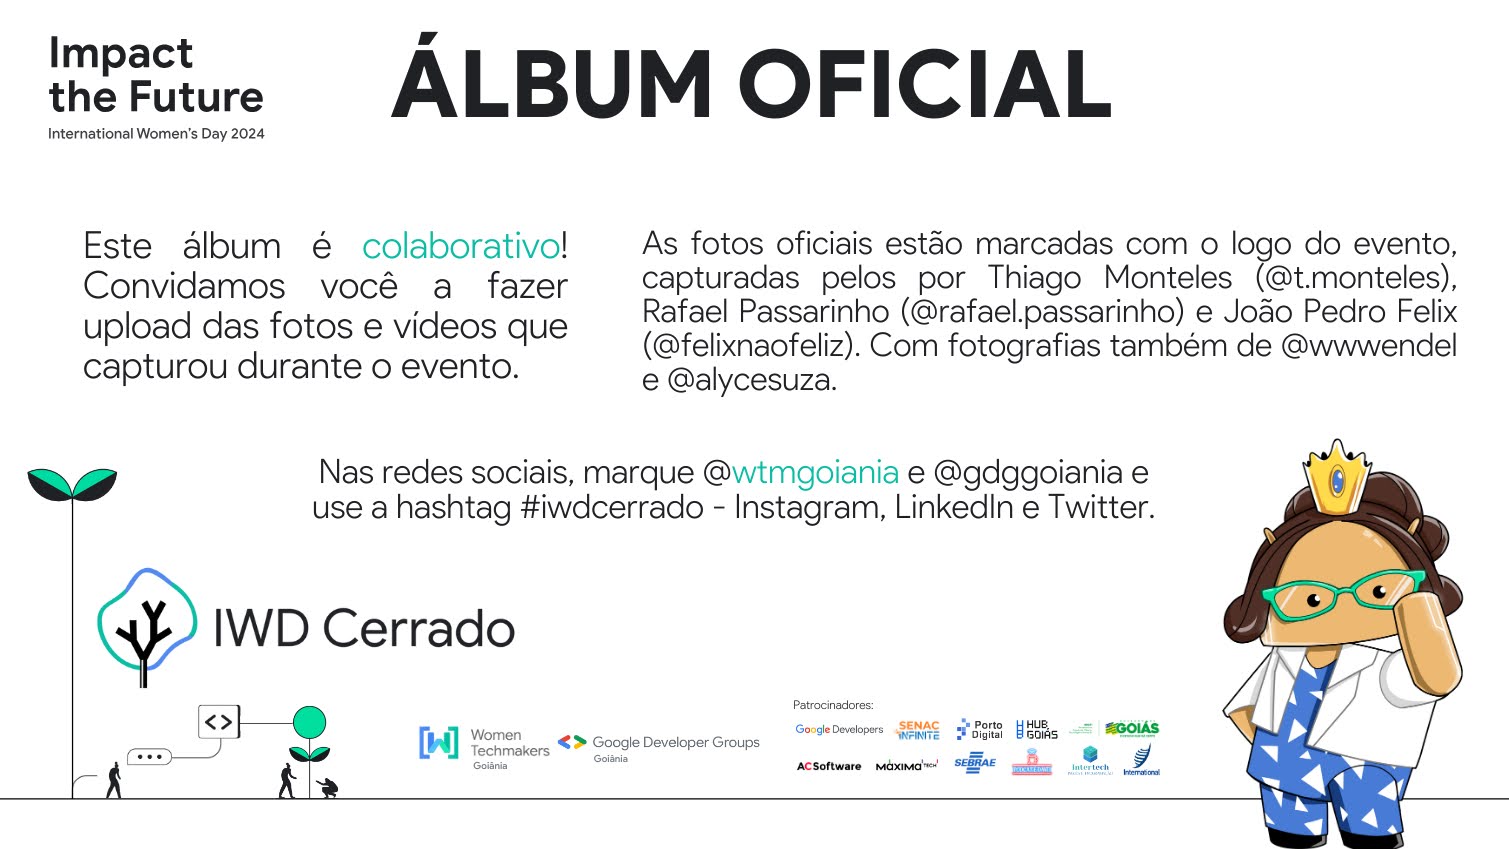 Impact
the Future
International Women's Day 2024
ÁLBUM OFICIAL
Este álbum é colaborativo!
Convidamos você a fazer
upload das fotos e vídeos que
capturou durante o evento.
As fotos oficiais estão marcadas com o logo do evento,
capturadas pelos por Thiago Monteles (@t.monteles),
Rafael Passarinho (@rafael.passarinho) e João Pedro Felix
(@felixnaofeliz). Com fotografias também de @wwwendel
e @alycesuza.
Nas redes sociais, marque @wtmgoiania e @gdggoiania e
use a hashtag #iwdcerrado - Instagram, LinkedIn e Twitter.
IWD Cerrado
Women
Techmakers
Goiânia
Google Developer Groups
Goiânia
Patrocinadores:
Google Developers
SENAC
INFINITE
Porto
Digital
HUB
GOIÁS
GOIÁS
ACSoftware
MÁXIMA TECH
SEBRAE
Intertech
International